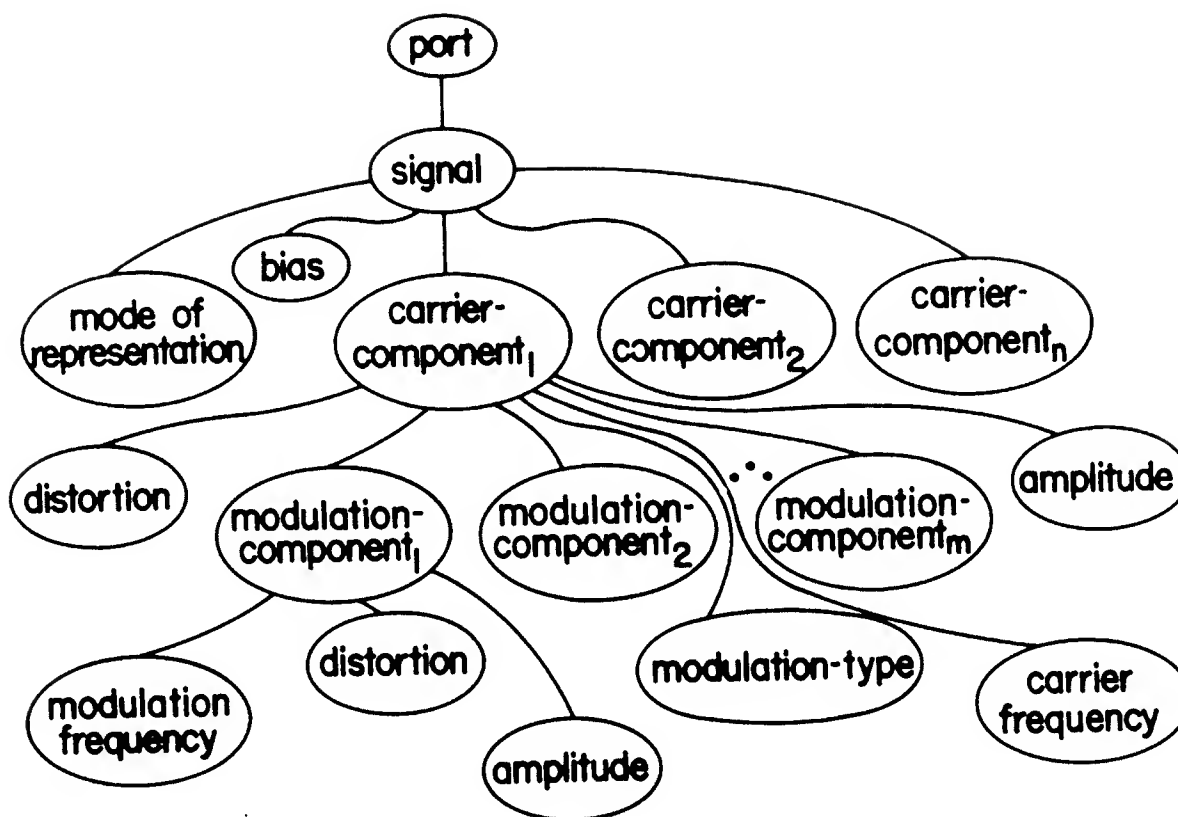 port
signal
bias
mode of
representation
carrier-
component₁
carrier-
component₂
carrier-
componentₙ
distortion
modulation-
component₁
modulation-
component₂
modulation-
componentₘ
amplitude
modulation
frequency
distortion
amplitude
modulation-type
carrier
frequency